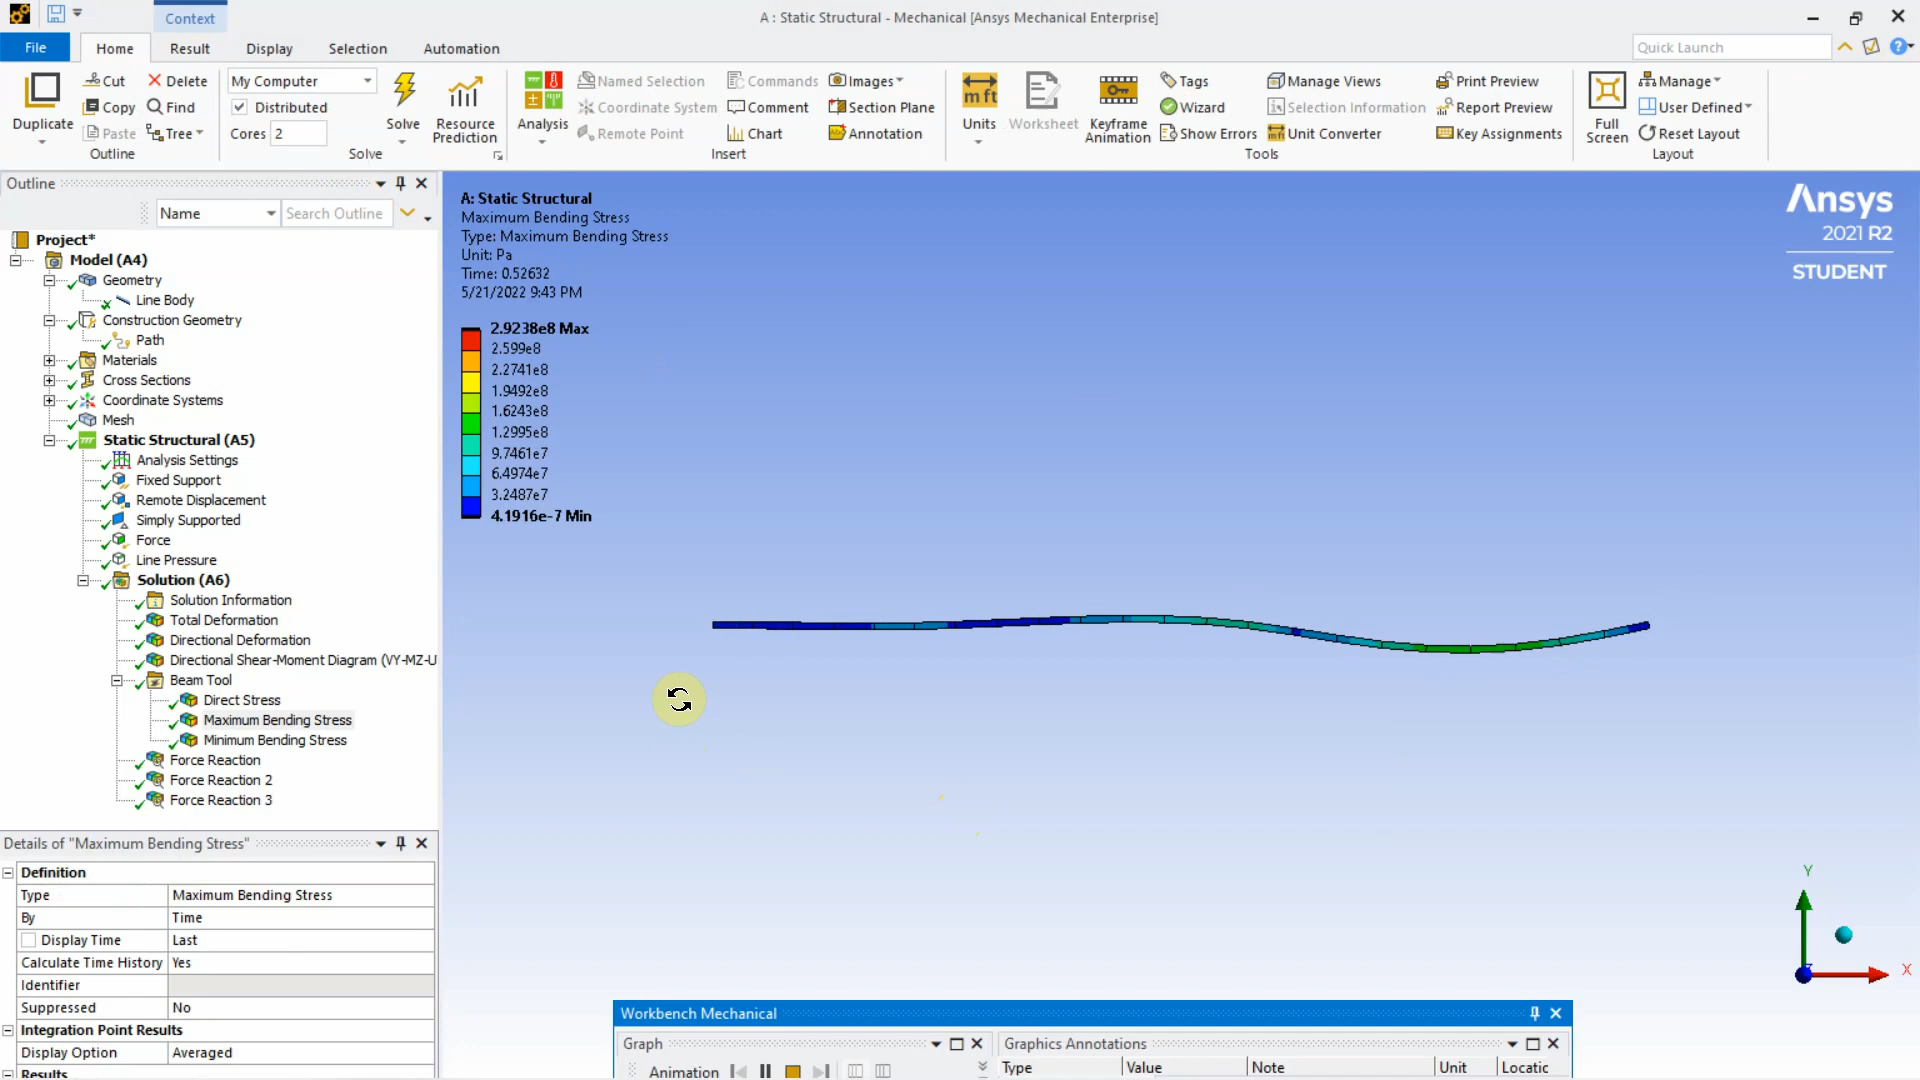 Context
A : Static Structural - Mechanical [Ansys Mechanical Enterprise]
File Home Result Display Selection Automation
Quick Launch
Duplicate
Cut
Delete
Copy
Find
Paste
Tree
Outline
My Computer
Distributed
Cores 2
Solve
Resource Prediction
Solve
Analysis
Named Selection
Coordinate System
Remote Point
Commands
Comment
Chart
Images
Section Plane
Annotation
Insert
Units
Worksheet
Keyframe Animation
Tags
Wizard
Show Errors
Manage Views
Selection Information
Unit Converter
Print Preview
Report Preview
Key Assignments
Tools
Full Screen
Manage
User Defined
Reset Layout
Layout
Outline
Name
Search Outline
Project*
Model (A4)
Geometry
Line Body
Construction Geometry
Path
Materials
Cross Sections
Coordinate Systems
Mesh
Static Structural (A5)
Analysis Settings
Fixed Support
Remote Displacement
Simply Supported
Force
Line Pressure
Solution (A6)
Solution Information
Total Deformation
Directional Deformation
Directional Shear-Moment Diagram (VY-MZ-U
Beam Tool
Direct Stress
Maximum Bending Stress
Minimum Bending Stress
Force Reaction
Force Reaction 2
Force Reaction 3
Details of "Maximum Bending Stress"
Definition
Type Maximum Bending Stress
By Time
Display Time Last
Calculate Time History Yes
Identifier
Suppressed No
Integration Point Results
Display Option Averaged
Results
A: Static Structural
Maximum Bending Stress
Type: Maximum Bending Stress
Unit: Pa
Time: 0.52632
5/21/2022 9:43 PM
2.9238e8 Max
2.599e8
2.2741e8
1.9492e8
1.6243e8
1.2995e8
9.7461e7
6.4974e7
3.2487e7
4.1916e-7 Min
Ansys
2021 R2
STUDENT
Y
X
Z
Workbench Mechanical
Graph
Animation
Graphics Annotations
Type Value Note Unit Locatic